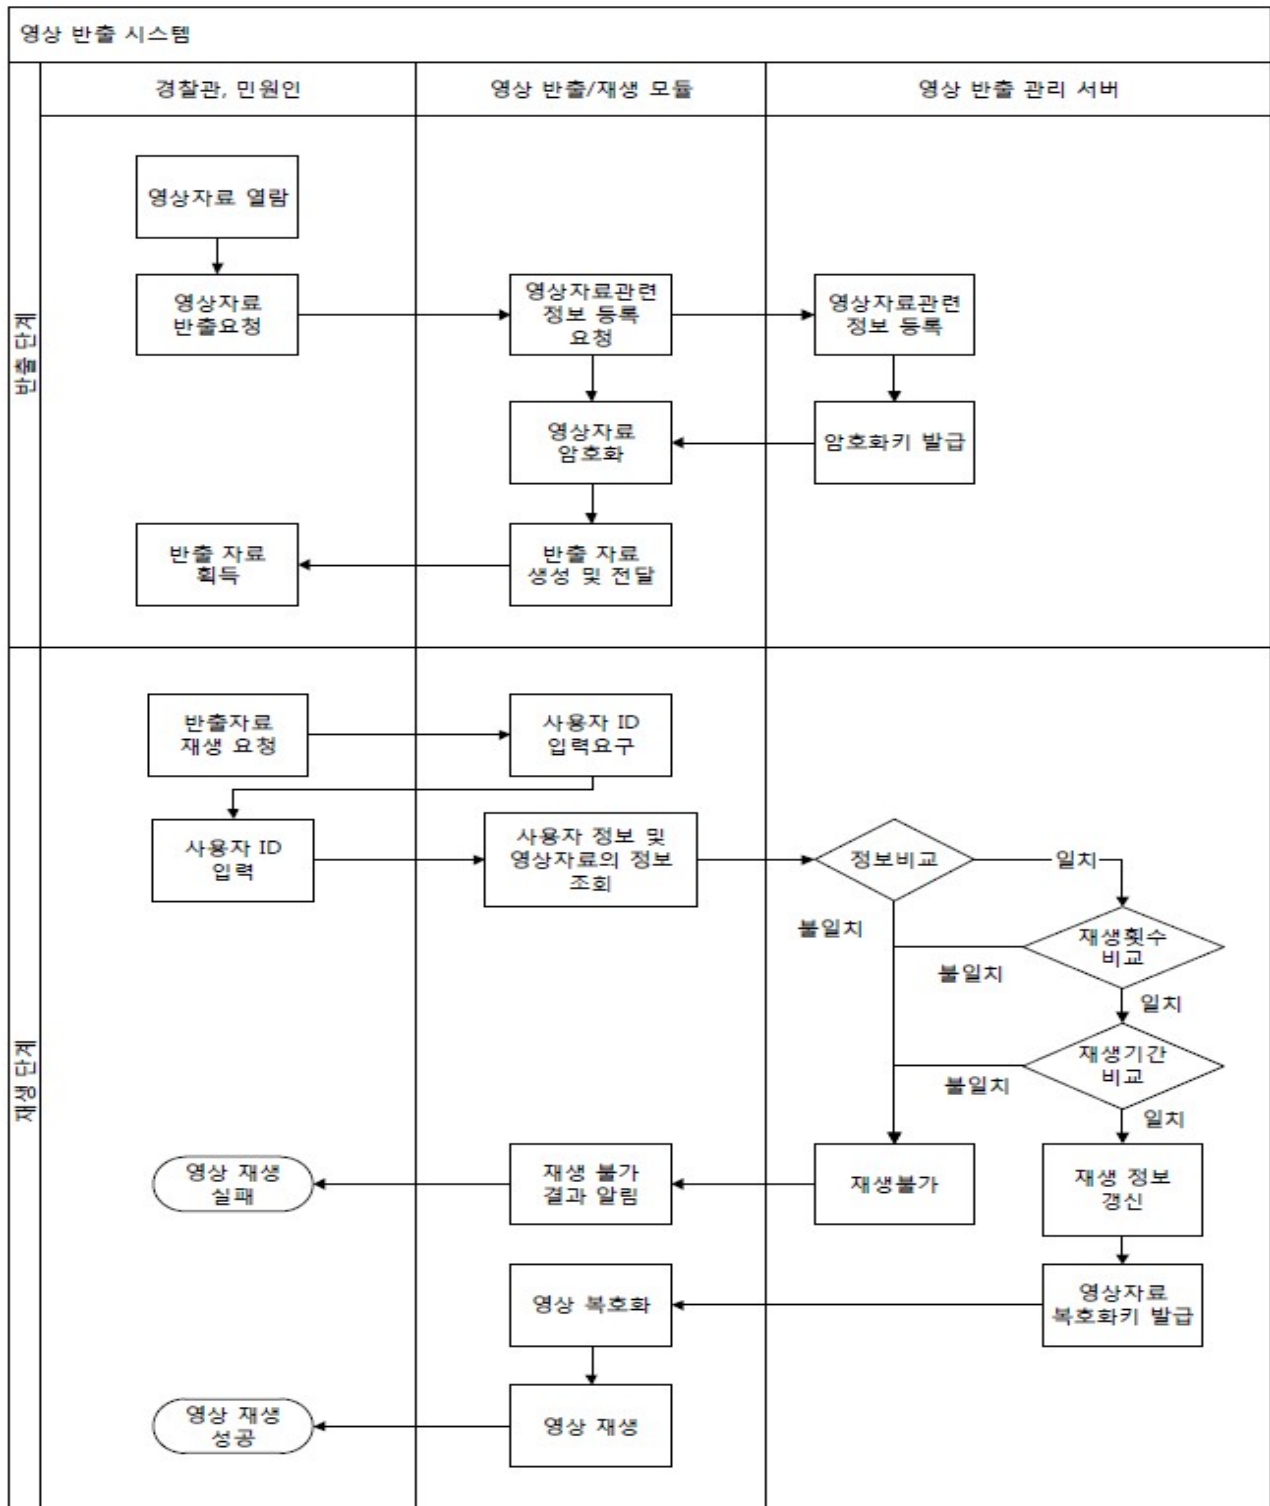 영상 반출 시스템
경찰관, 민원인
영상 반출/재생 모듈
영상 반출 관리 서버
반출 단계
영상자료 열람
영상자료
반출요청
영상자료관련
정보 등록
요청
영상자료관련
정보 등록
영상자료
암호화
암호화키 발급
반출 자료
획득
반출 자료
생성 및 전달
재생 단계
반출자료
재생 요청
사용자 ID
입력요구
사용자 ID
입력
사용자 정보 및
영상자료의 정보
조회
정보비교
일치
불일치
재생횟수
비교
불일치
일치
재생기간
비교
불일치
일치
영상 재생
실패
재생 불가
결과 알림
재생불가
재생 정보
갱신
영상 복호화
영상자료
복호화키 발급
영상 재생
성공
영상 재생